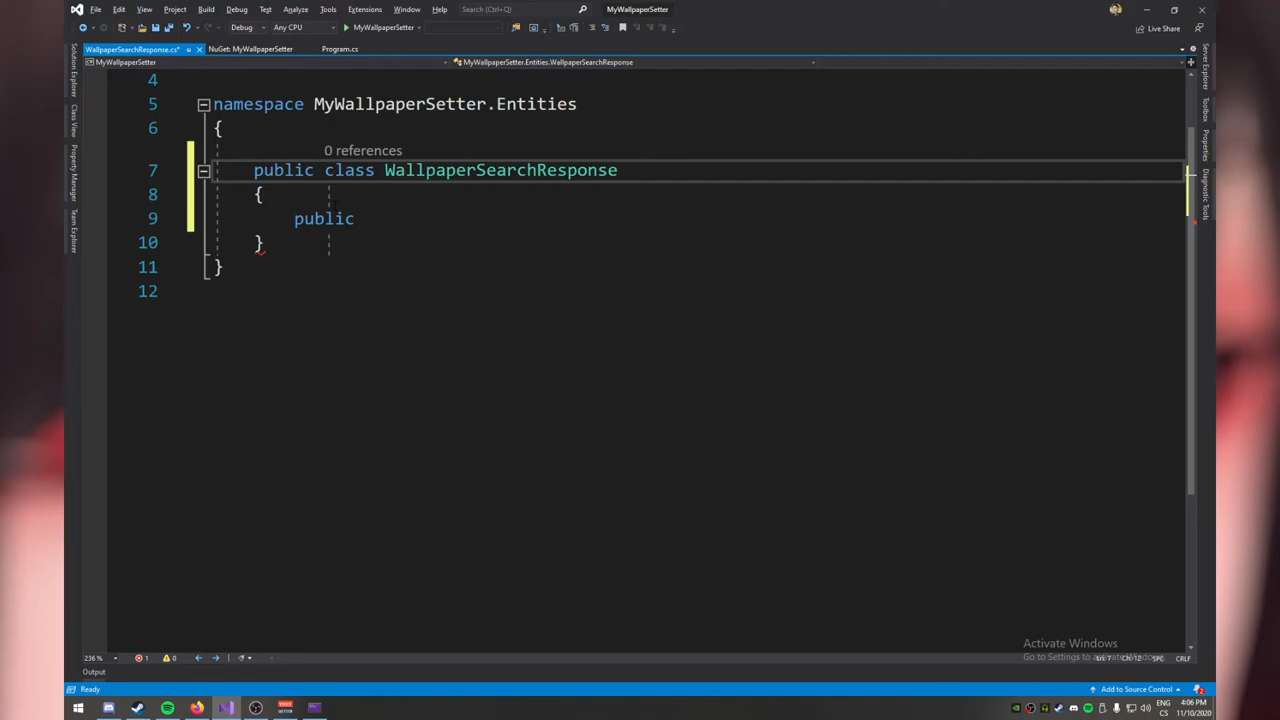 File Edit View Project Build Debug Test Analyze Tools Extensions Window Help Search (Ctrl+Q) MyWallpaperSetter
Debug Any CPU MyWallpaperSetter Live Share
WallpaperSearchResponse.cs* NuGet: MyWallpaperSetter Program.cs
MyWallpaperSetter MyWallpaperSetter.Entities.WallpaperSearchResponse
Solution Explorer
Class View
Property Manager
Team Explorer
Server Explorer
Toolbox
Properties
Diagnostic Tools
4
5 namespace MyWallpaperSetter.Entities
6 {
0 references
7 public class WallpaperSearchResponse
8 {
9 public
10 }
11 }
12
Activate Windows
Go to Settings to activate Windows.
236 % 1 0 SPC CRLF
Output
Ready Add to Source Control 2
ENG 4:06 PM
CS 11/10/2020